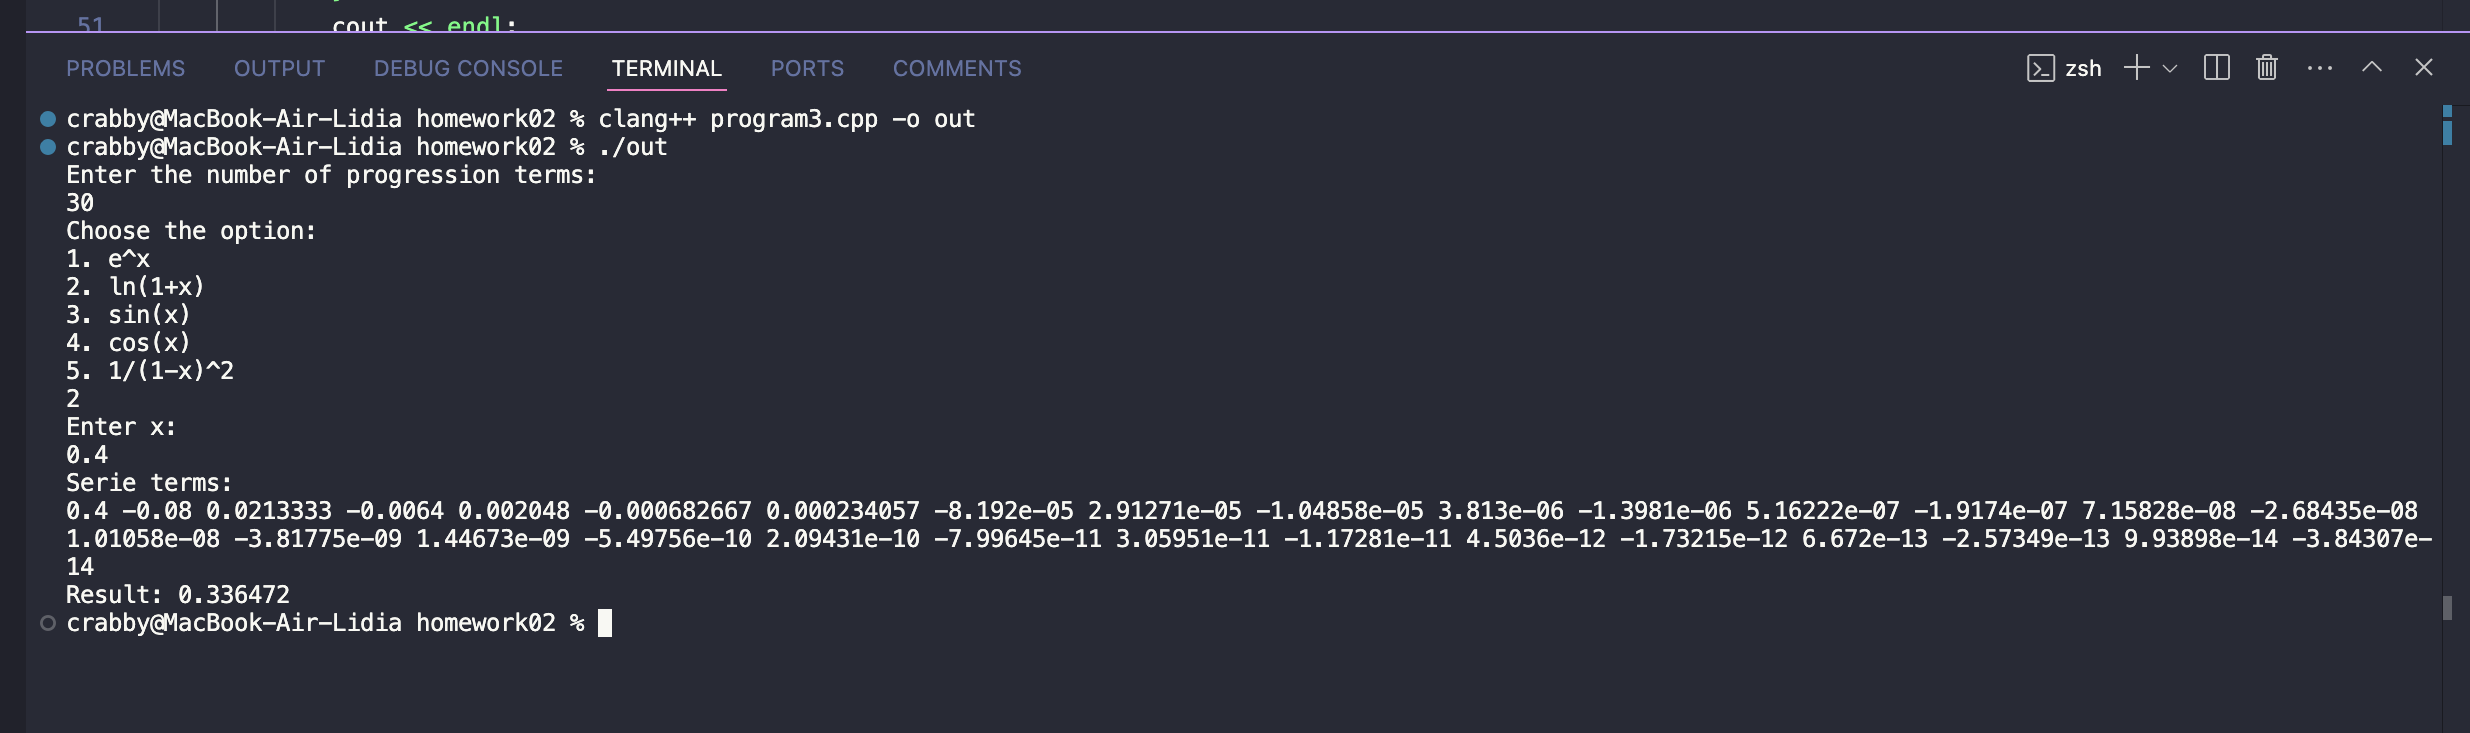 51 cout << endl;
PROBLEMS OUTPUT DEBUG CONSOLE TERMINAL PORTS COMMENTS zsh
crabby@MacBook-Air-Lidia homework02 % clang++ program3.cpp -o out
crabby@MacBook-Air-Lidia homework02 % ./out
Enter the number of progression terms:
30
Choose the option:
1. e^x
2. ln(1+x)
3. sin(x)
4. cos(x)
5. 1/(1-x)^2
2
Enter x:
0.4
Serie terms:
0.4 -0.08 0.0213333 -0.0064 0.002048 -0.000682667 0.000234057 -8.192e-05 2.91271e-05 -1.04858e-05 3.813e-06 -1.3981e-06 5.16222e-07 -1.9174e-07 7.15828e-08 -2.68435e-08
1.01058e-08 -3.81775e-09 1.44673e-09 -5.49756e-10 2.09431e-10 -7.99645e-11 3.05951e-11 -1.17281e-11 4.5036e-12 -1.73215e-12 6.672e-13 -2.57349e-13 9.93898e-14 -3.84307e-
14
Result: 0.336472
crabby@MacBook-Air-Lidia homework02 %